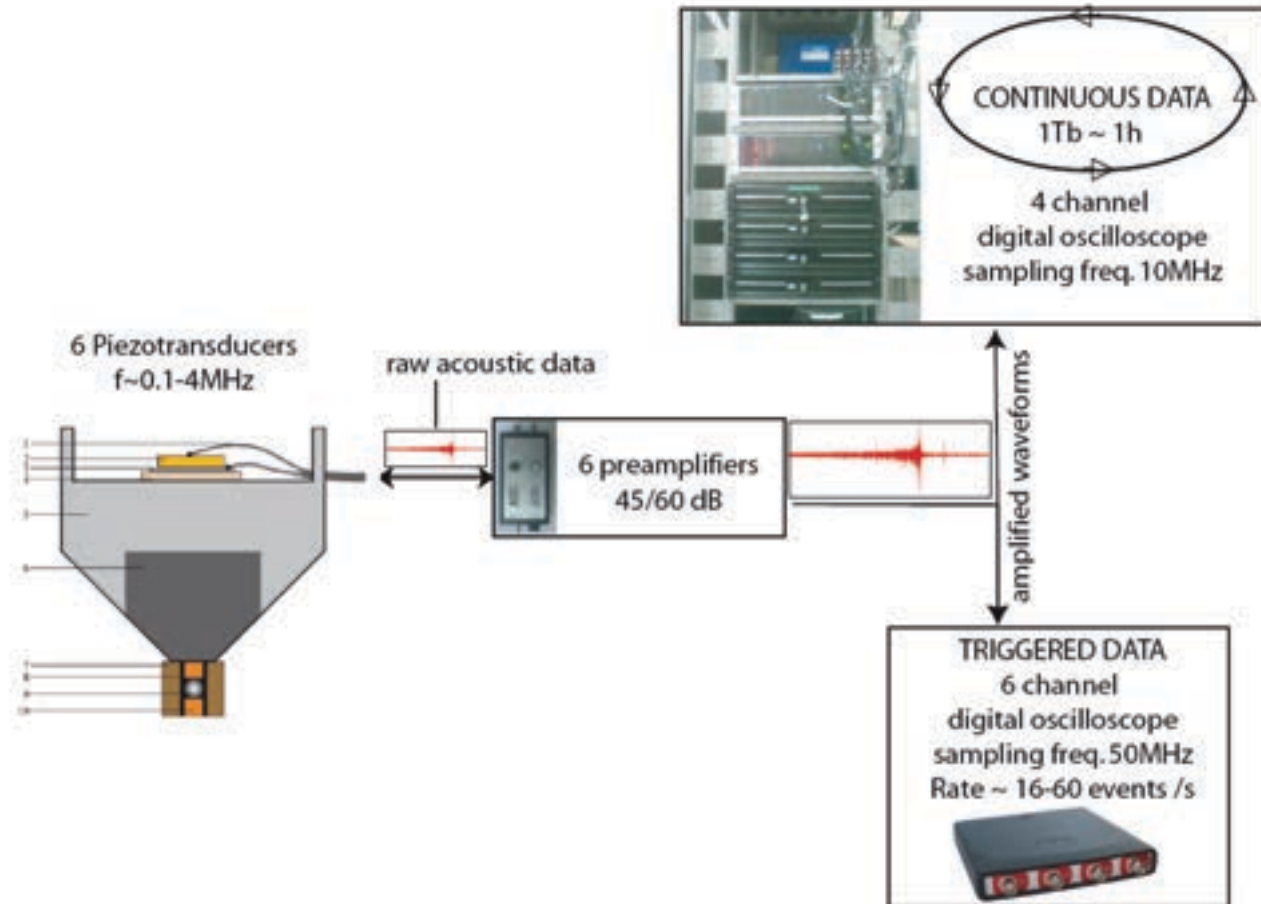 CONTINUOUS DATA
1Tb ~ 1h
4 channel
digital oscilloscope
sampling freq. 10MHz
6 Piezotransducers
f~0.1-4MHz
raw acoustic data
6 preamplifiers
45/60 dB
amplified waveforms
TRIGGERED DATA
6 channel
digital oscilloscope
sampling freq. 50MHz
Rate ~ 16-60 events /s